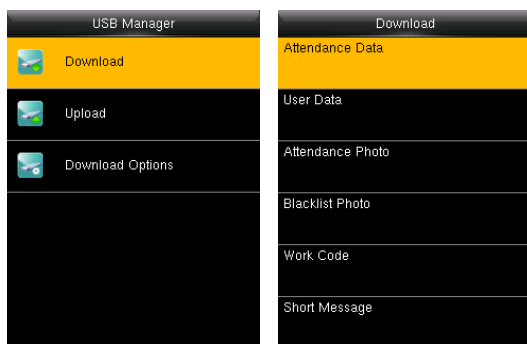 USB Manager
Download
Upload
Download Options
Download
Attendance Data
User Data
Attendance Photo
Blacklist Photo
Work Code
Short Message